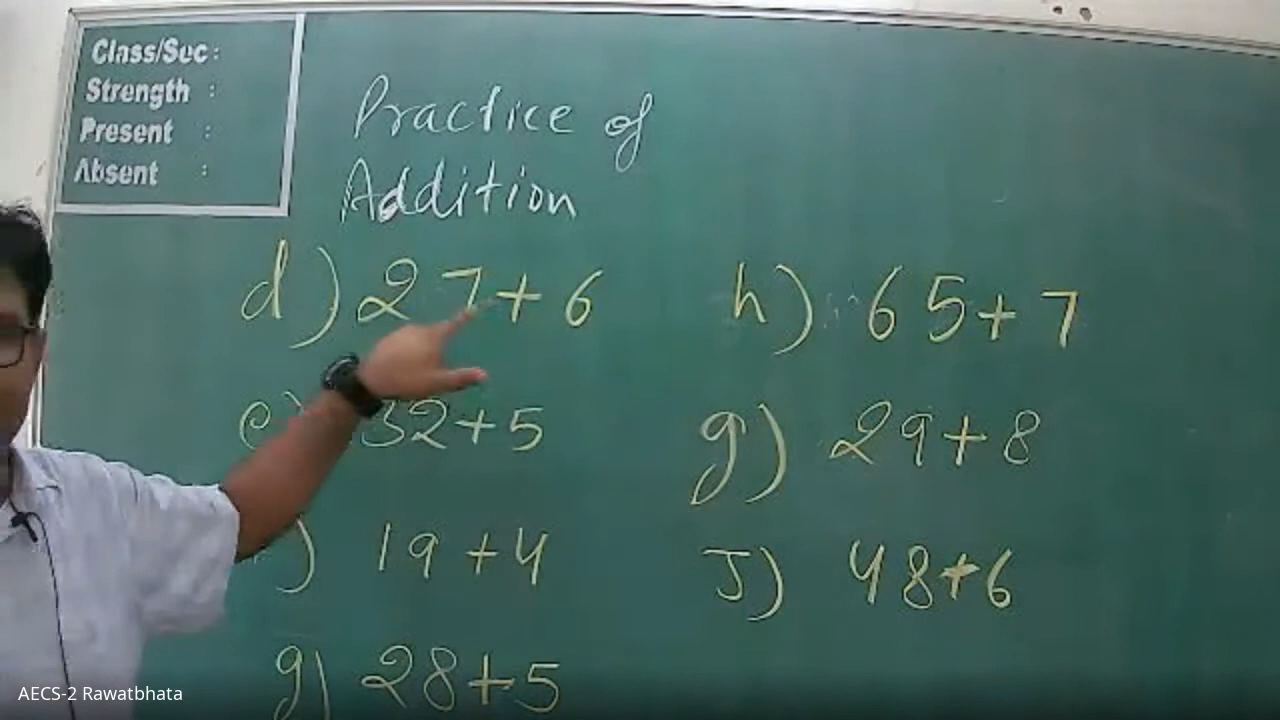 Class/Sec :
Strength :
Present :
Absent :
Practice of
Addition
d) 27+6
e) 32+5
) 19+4
g) 28+5
h) 65+7
g) 29+8
J) 48+6
AECS-2 Rawatbhata